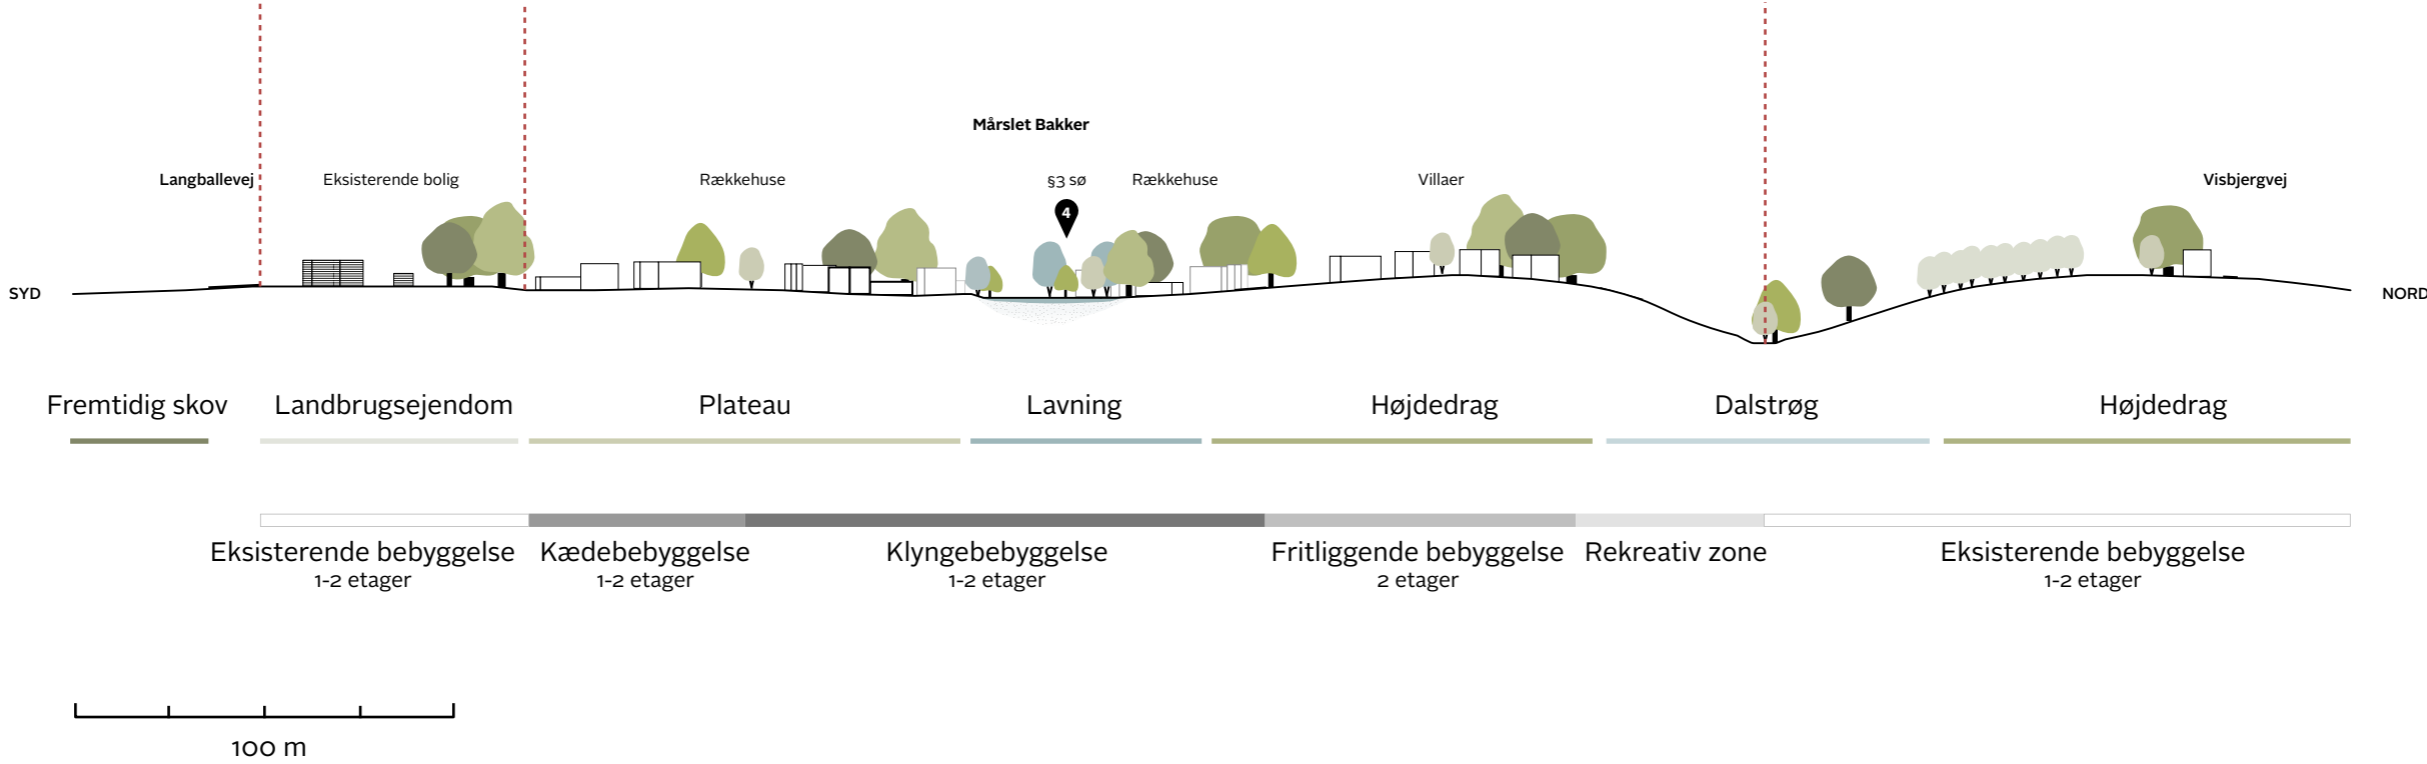 Mårslet Bakker
Langballevej
Eksisterende bolig
Rækkehuse
§3 sø
Rækkehuse
Villaer
Visbjergvej
4
SYD
NORD
Fremtidig skov
Landbrugsejendom
Plateau
Lavning
Højdedrag
Dalstrøg
Højdedrag
Eksisterende bebyggelse
1-2 etager
Kædebebyggelse
1-2 etager
Klyngebebyggelse
1-2 etager
Fritliggende bebyggelse
2 etager
Rekreativ zone
Eksisterende bebyggelse
1-2 etager
100 m